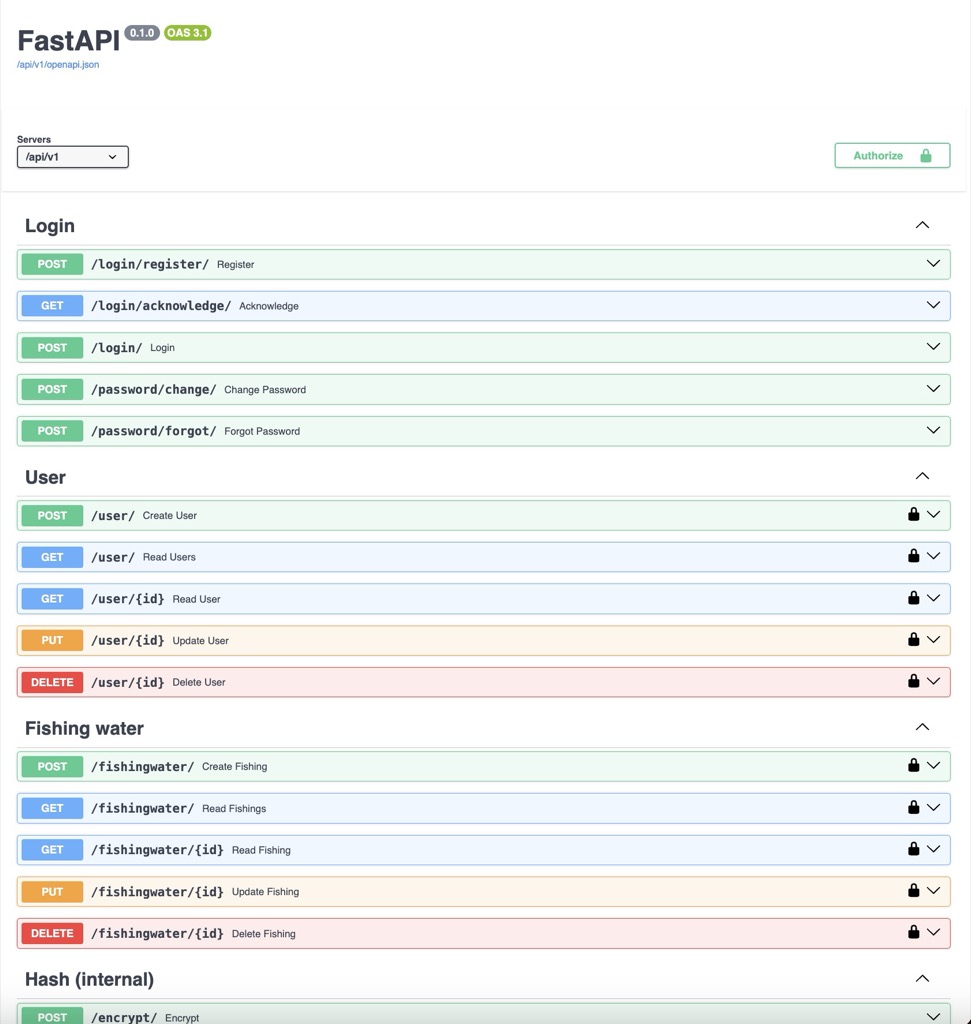 FastAPI 0.1.0 OAS 3.1
/api/v1/openapi.json
Servers
/api/v1
Authorize
Login
POST /login/register/ Register
GET /login/acknowledge/ Acknowledge
POST /login/ Login
POST /password/change/ Change Password
POST /password/forgot/ Forgot Password
User
POST /user/ Create User
GET /user/ Read Users
GET /user/{id} Read User
PUT /user/{id} Update User
DELETE /user/{id} Delete User
Fishing water
POST /fishingwater/ Create Fishing
GET /fishingwater/ Read Fishings
GET /fishingwater/{id} Read Fishing
PUT /fishingwater/{id} Update Fishing
DELETE /fishingwater/{id} Delete Fishing
Hash (internal)
POST /encrypt/ Encrypt